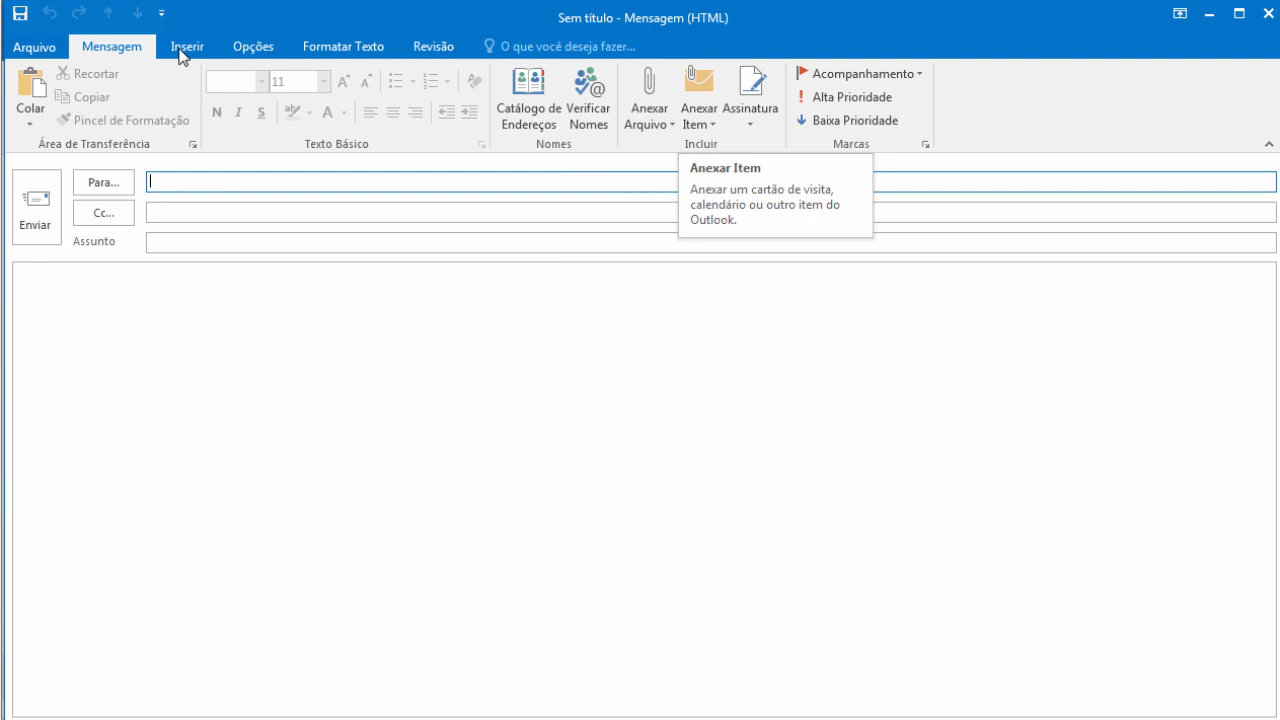 Sem título - Mensagem (HTML)
Arquivo Mensagem Inserir Opções Formatar Texto Revisão O que você deseja fazer...
Colar
Recortar
Copiar
Pincel de Formatação
Área de Transferência
11
N I S aby A
Texto Básico
Catálogo de Endereços
Verificar Nomes
Nomes
Anexar Arquivo
Anexar Item
Assinatura
Incluir
Acompanhamento
Alta Prioridade
Baixa Prioridade
Marcas
Anexar Item
Anexar um cartão de visita,
calendário ou outro item do
Outlook.
Enviar
Para...
Cc...
Assunto